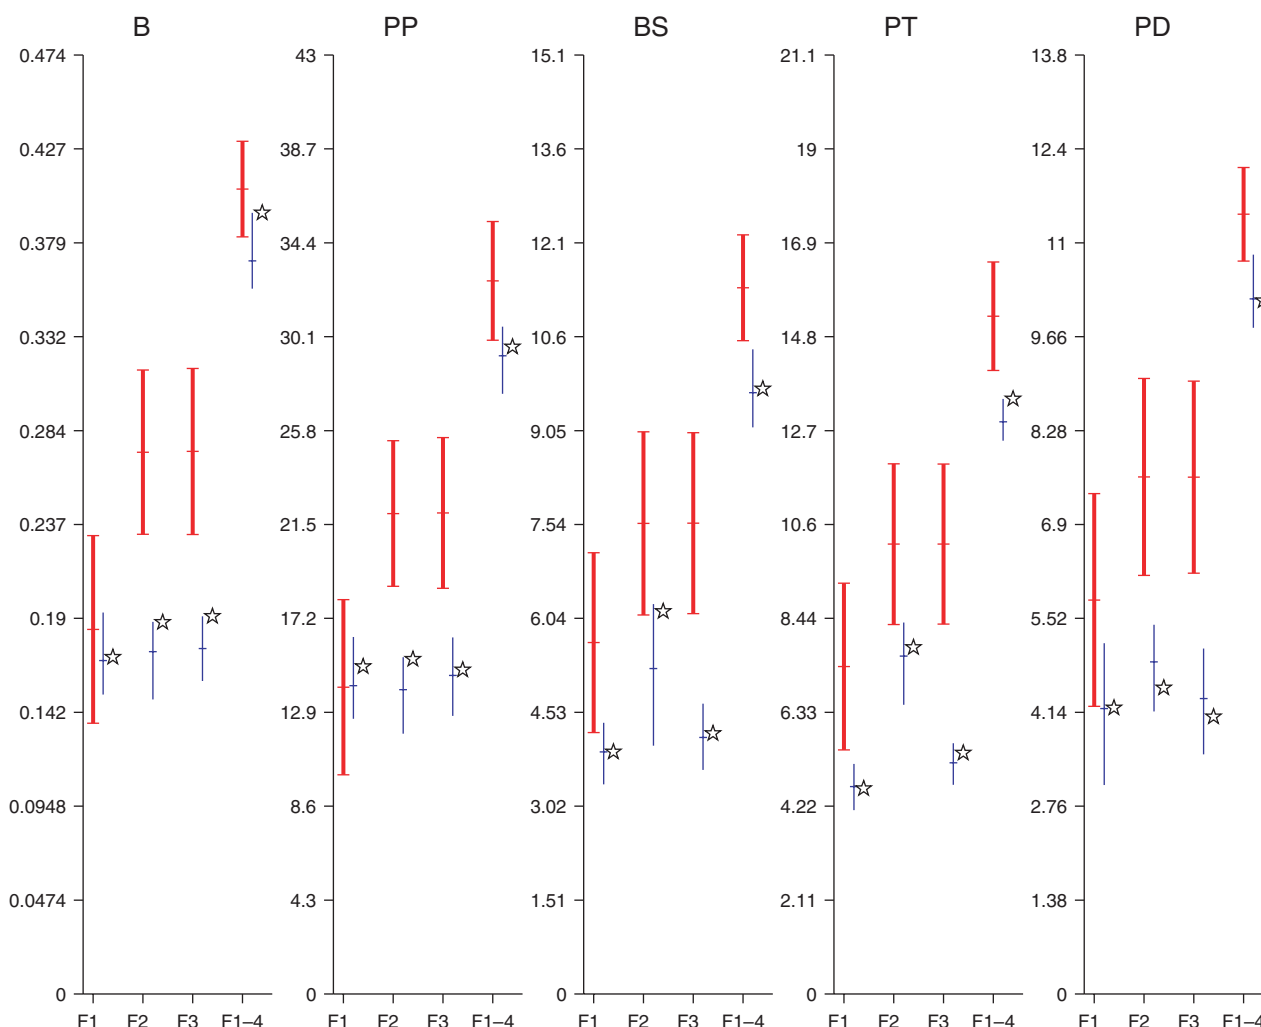 B PP BS PT PD
0.474 43 15.1 21.1 13.8
0.427 38.7 13.6 19 12.4
0.379 34.4 12.1 16.9 11
0.332 30.1 10.6 14.8 9.66
0.284 25.8 9.05 12.7 8.28
0.237 21.5 7.54 10.6 6.9
0.19 17.2 6.04 8.44 5.52
0.142 12.9 4.53 6.33 4.14
0.0948 8.6 3.02 4.22 2.76
0.0474 4.3 1.51 2.11 1.38
0 0 0 0 0
F1 F2 F3 F1–4 F1 F2 F3 F1–4 F1 F2 F3 F1–4 F1 F2 F3 F1–4 F1 F2 F3 F1–4